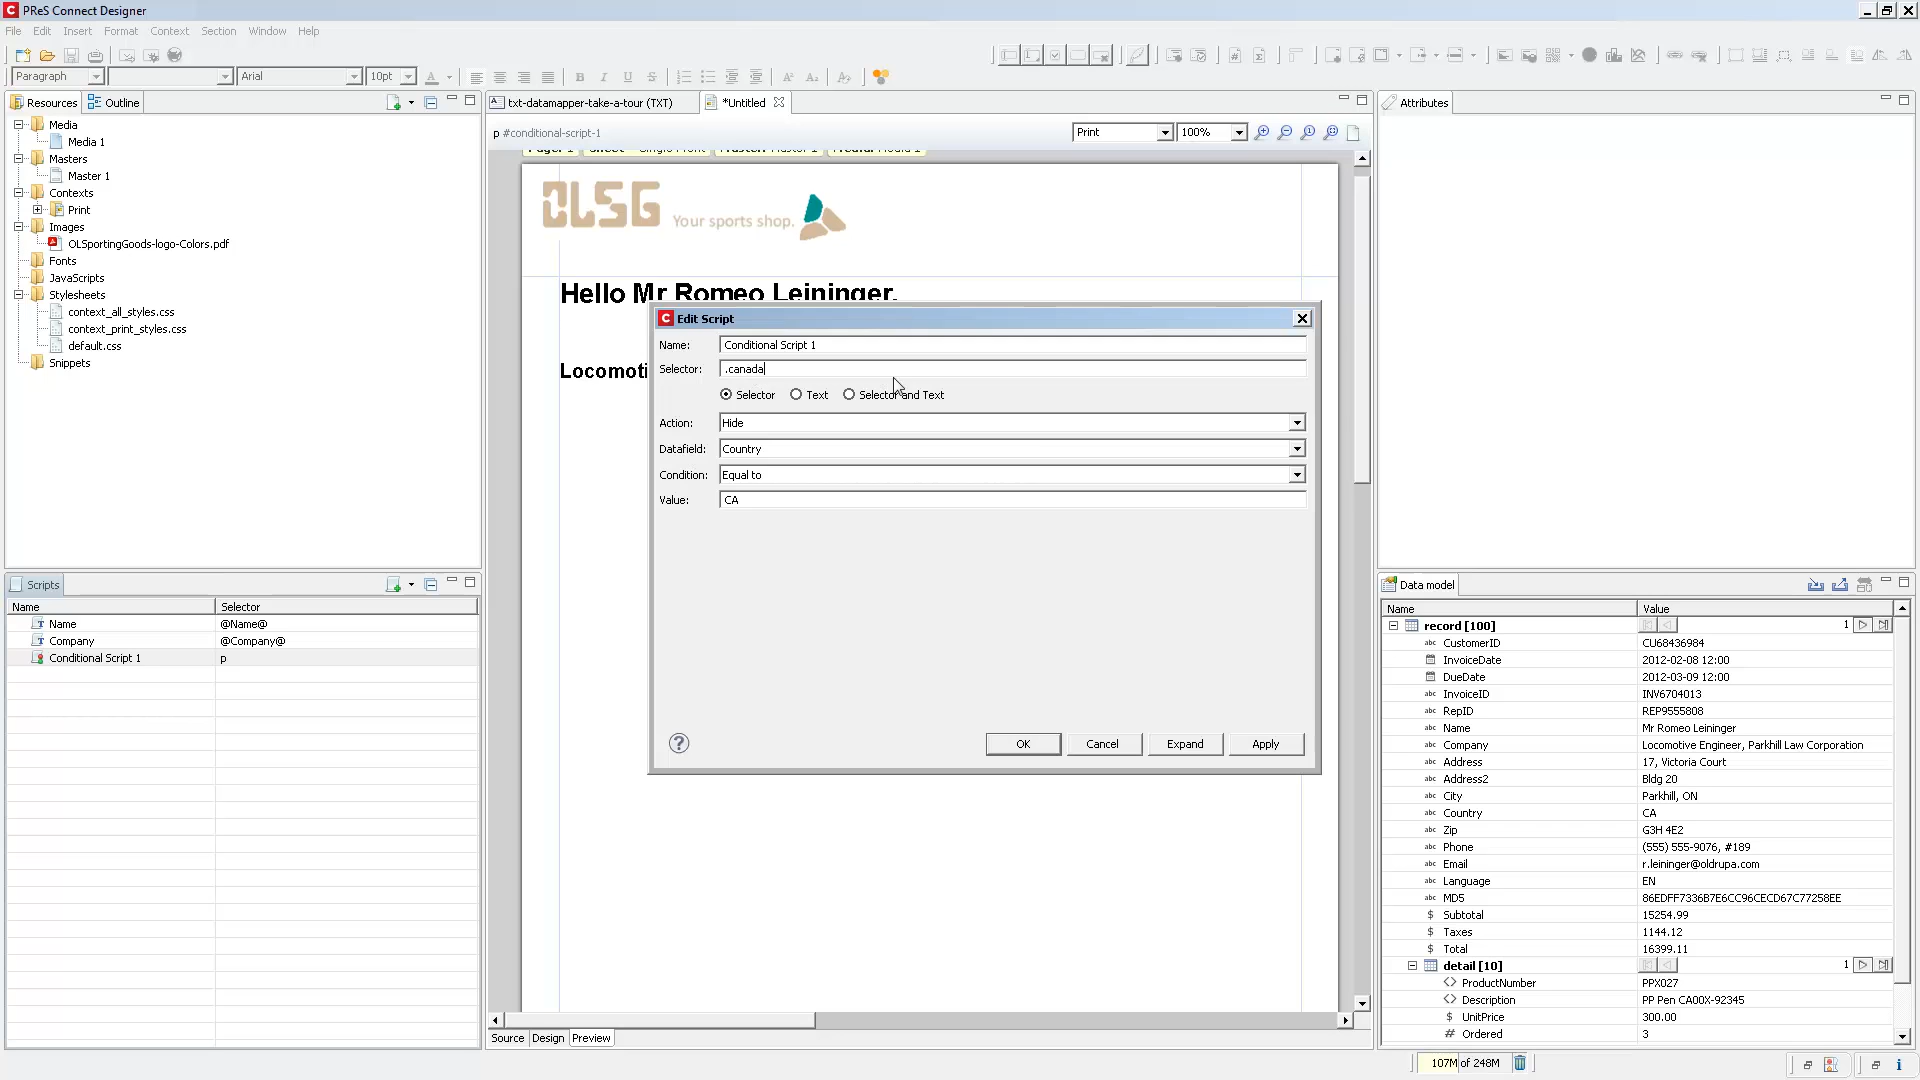 PReS Connect Designer
File Edit Insert Format Context Section Window Help
Paragraph Arial 10pt
Resources Outline
Media
Media 1
Masters
Master 1
Contexts
Print
Images
OLSportingGoods-logo-Colors.pdf
Fonts
JavaScripts
Stylesheets
context_all_styles.css
context_print_styles.css
default.css
Snippets
Scripts
Name Selector
Name @Name@
Company @Company@
Conditional Script 1 p
txt-datamapper-take-a-tour (TXT) *Untitled
p #conditional-script-1 Print 100%
OLSG Your sports shop.
Hello Mr Romeo Leininger,
Locomoti
Edit Script
Name: Conditional Script 1
Selector: .canada
Selector Text Selector and Text
Action: Hide
Datafield: Country
Condition: Equal to
Value: CA
OK Cancel Expand Apply
Source Design Preview
Attributes
Data model
Name Value
record [100] 1
CustomerID CU68436984
InvoiceDate 2012-02-08 12:00
DueDate 2012-03-09 12:00
InvoiceID INV6704013
RepID REP9555808
Name Mr Romeo Leininger
Company Locomotive Engineer, Parkhill Law Corporation
Address 17, Victoria Court
Address2 Bldg 20
City Parkhill, ON
Country CA
Zip G3H 4E2
Phone (555) 555-9076, #189
Email r.leininger@oldrupa.com
Language EN
MD5 86EDFF7336B7E6CC96CECD67C77258EE
Subtotal 15254.99
Taxes 1144.12
Total 16399.11
detail [10] 1
ProductNumber PPX027
Description PP Pen CA00X-92345
UnitPrice 300.00
Ordered 3
107M of 248M